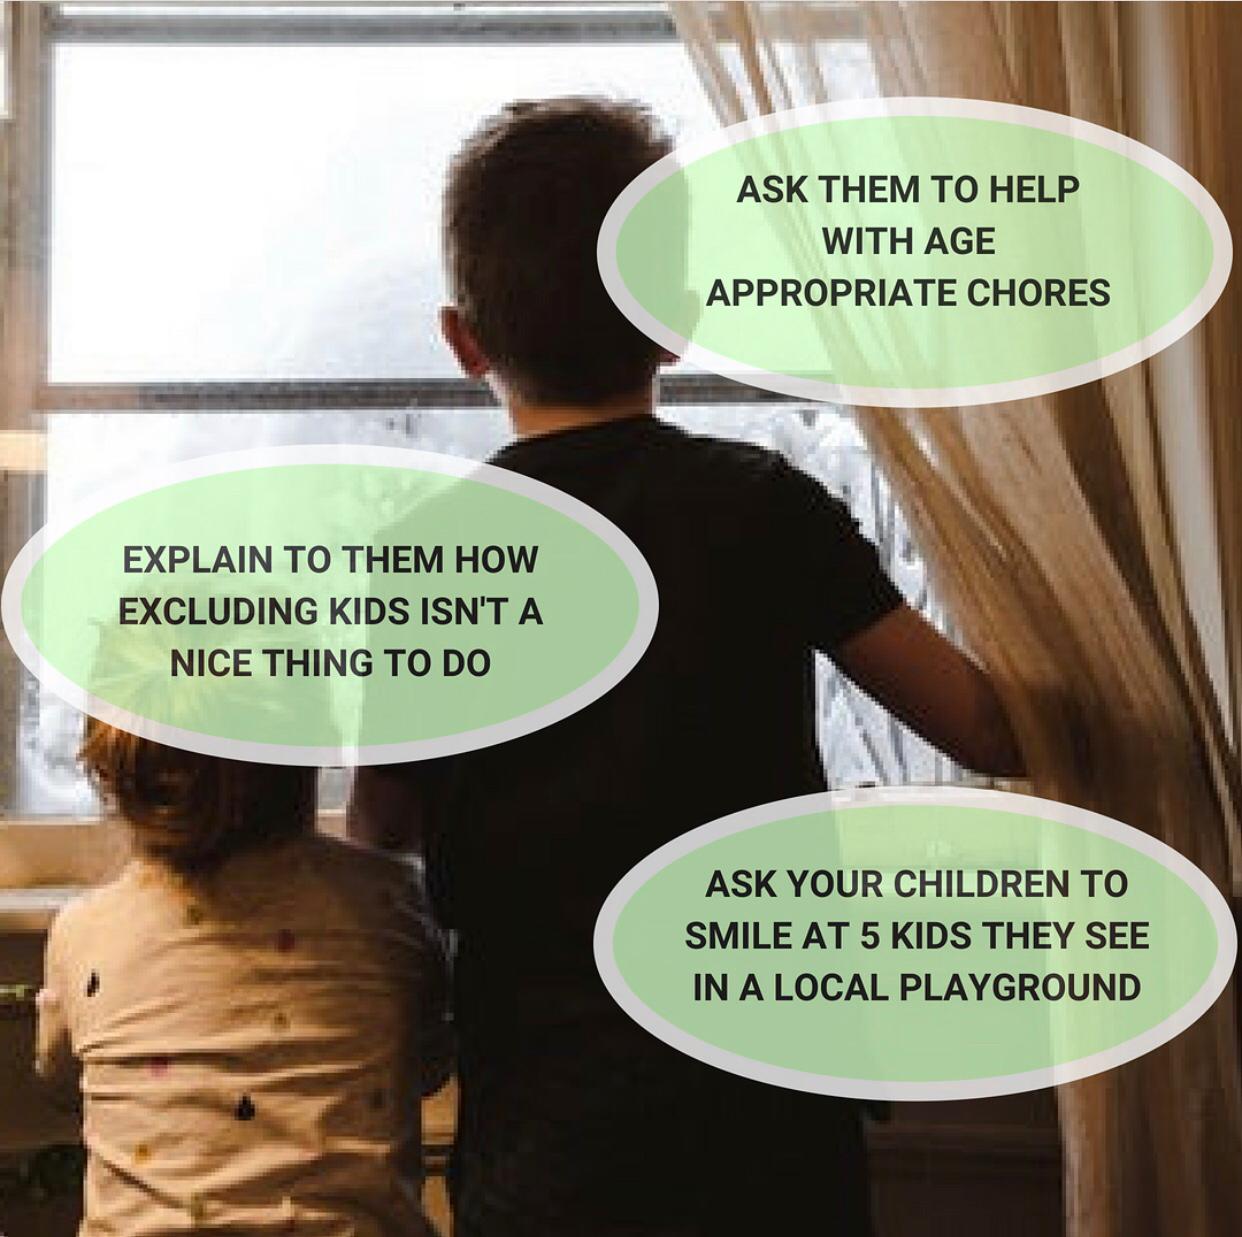 ASK THEM TO HELP
WITH AGE
APPROPRIATE CHORES
EXPLAIN TO THEM HOW
EXCLUDING KIDS ISN'T A
NICE THING TO DO
ASK YOUR CHILDREN TO
SMILE AT 5 KIDS THEY SEE
IN A LOCAL PLAYGROUND